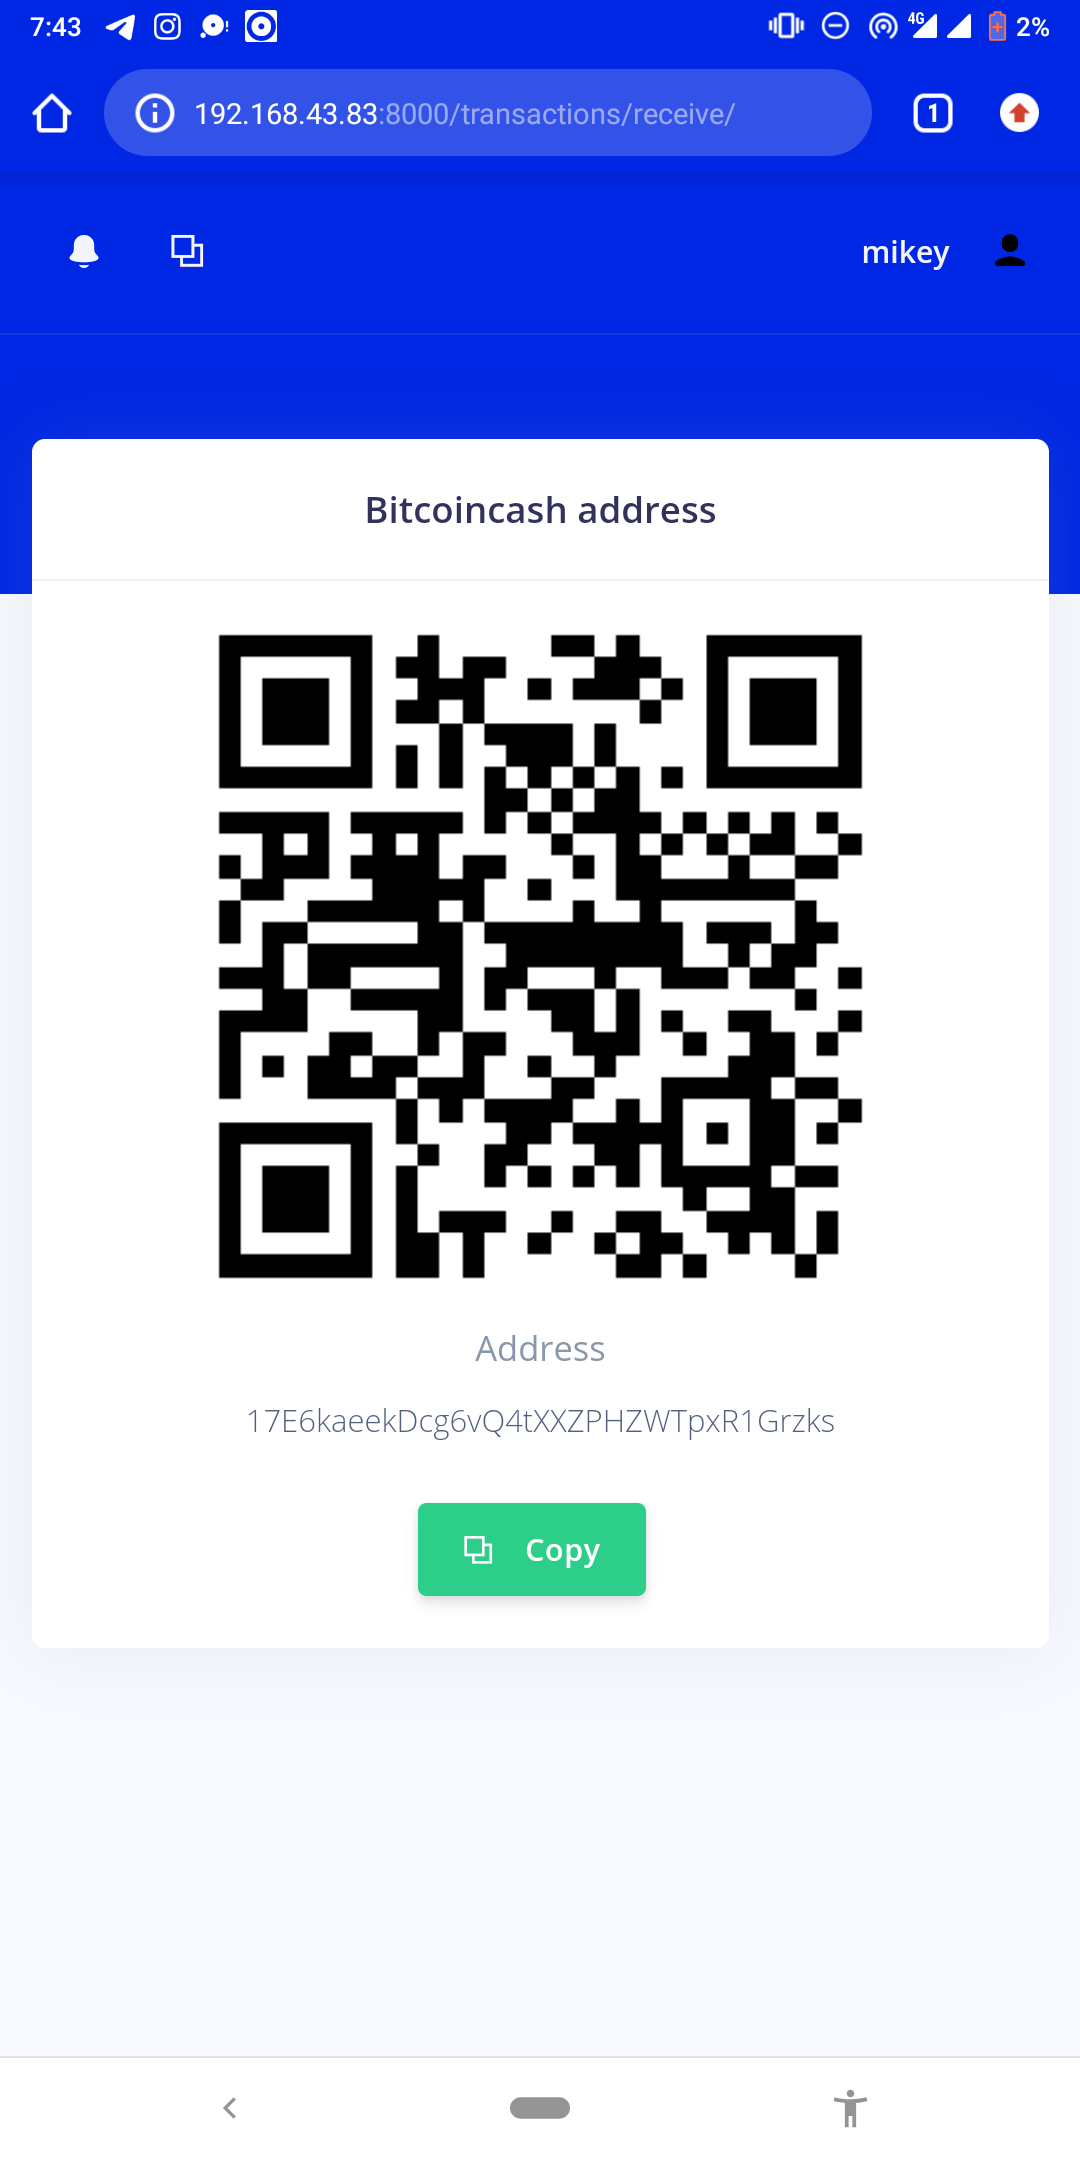 7:43 4G 2%
192.168.43.83:8000/transactions/receive/ 1
mikey
Bitcoincash address
Address
17E6kaeekDcg6vQ4tXXZPHZWTpxR1Grzks
Copy